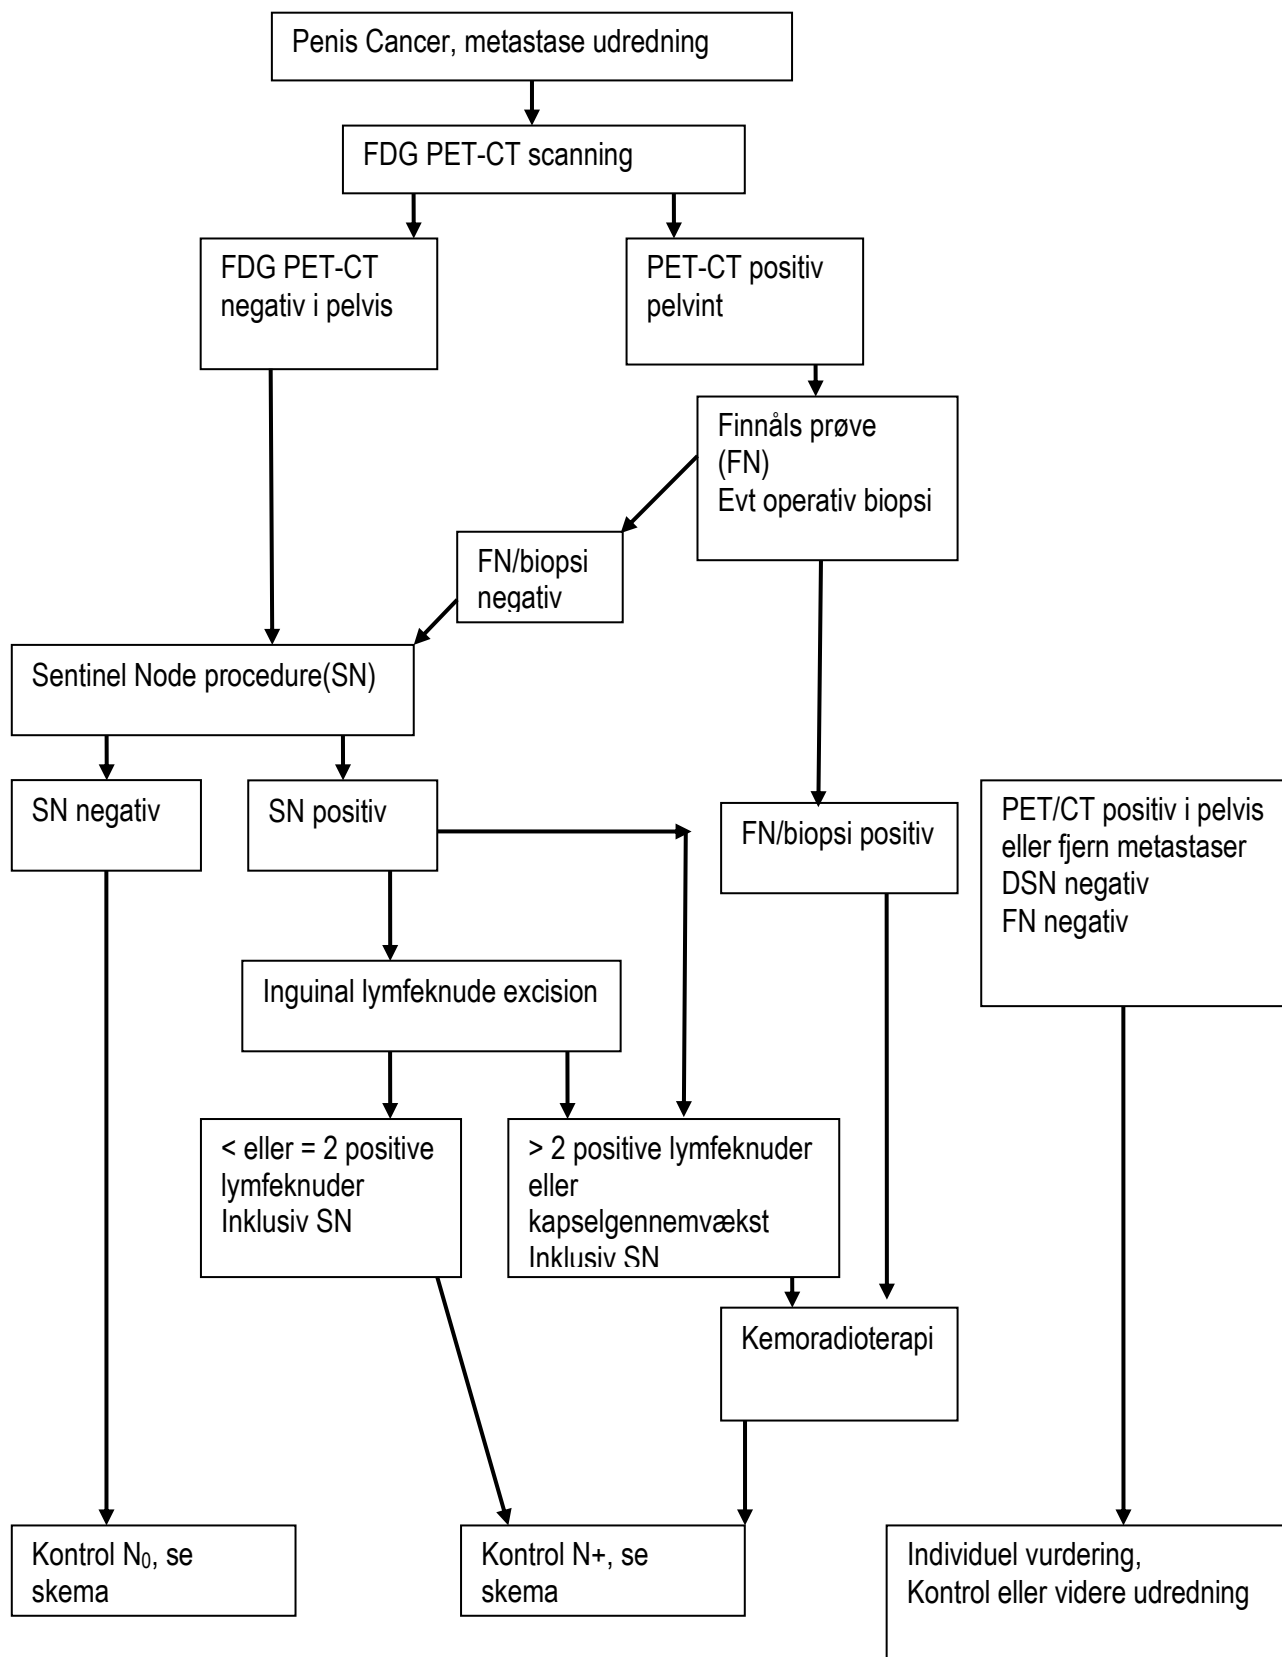 Penis Cancer, metastase udredning
FDG PET-CT scanning
FDG PET-CT
negativ i pelvis
PET-CT positiv
pelvint
Finnåls prøve
(FN)
Evt operativ biopsi
FN/biopsi
negativ
Sentinel Node procedure(SN)
SN negativ
SN positiv
FN/biopsi positiv
PET/CT positiv i pelvis
eller fjern metastaser
DSN negativ
FN negativ
Inguinal lymfeknude excision
< eller = 2 positive
lymfeknuder
Inklusiv SN
> 2 positive lymfeknuder
eller
kapselgennemvækst
Inklusiv SN
Kemoradioterapi
Kontrol N₀, se
skema
Kontrol N+, se
skema
Individuel vurdering,
Kontrol eller videre udredning